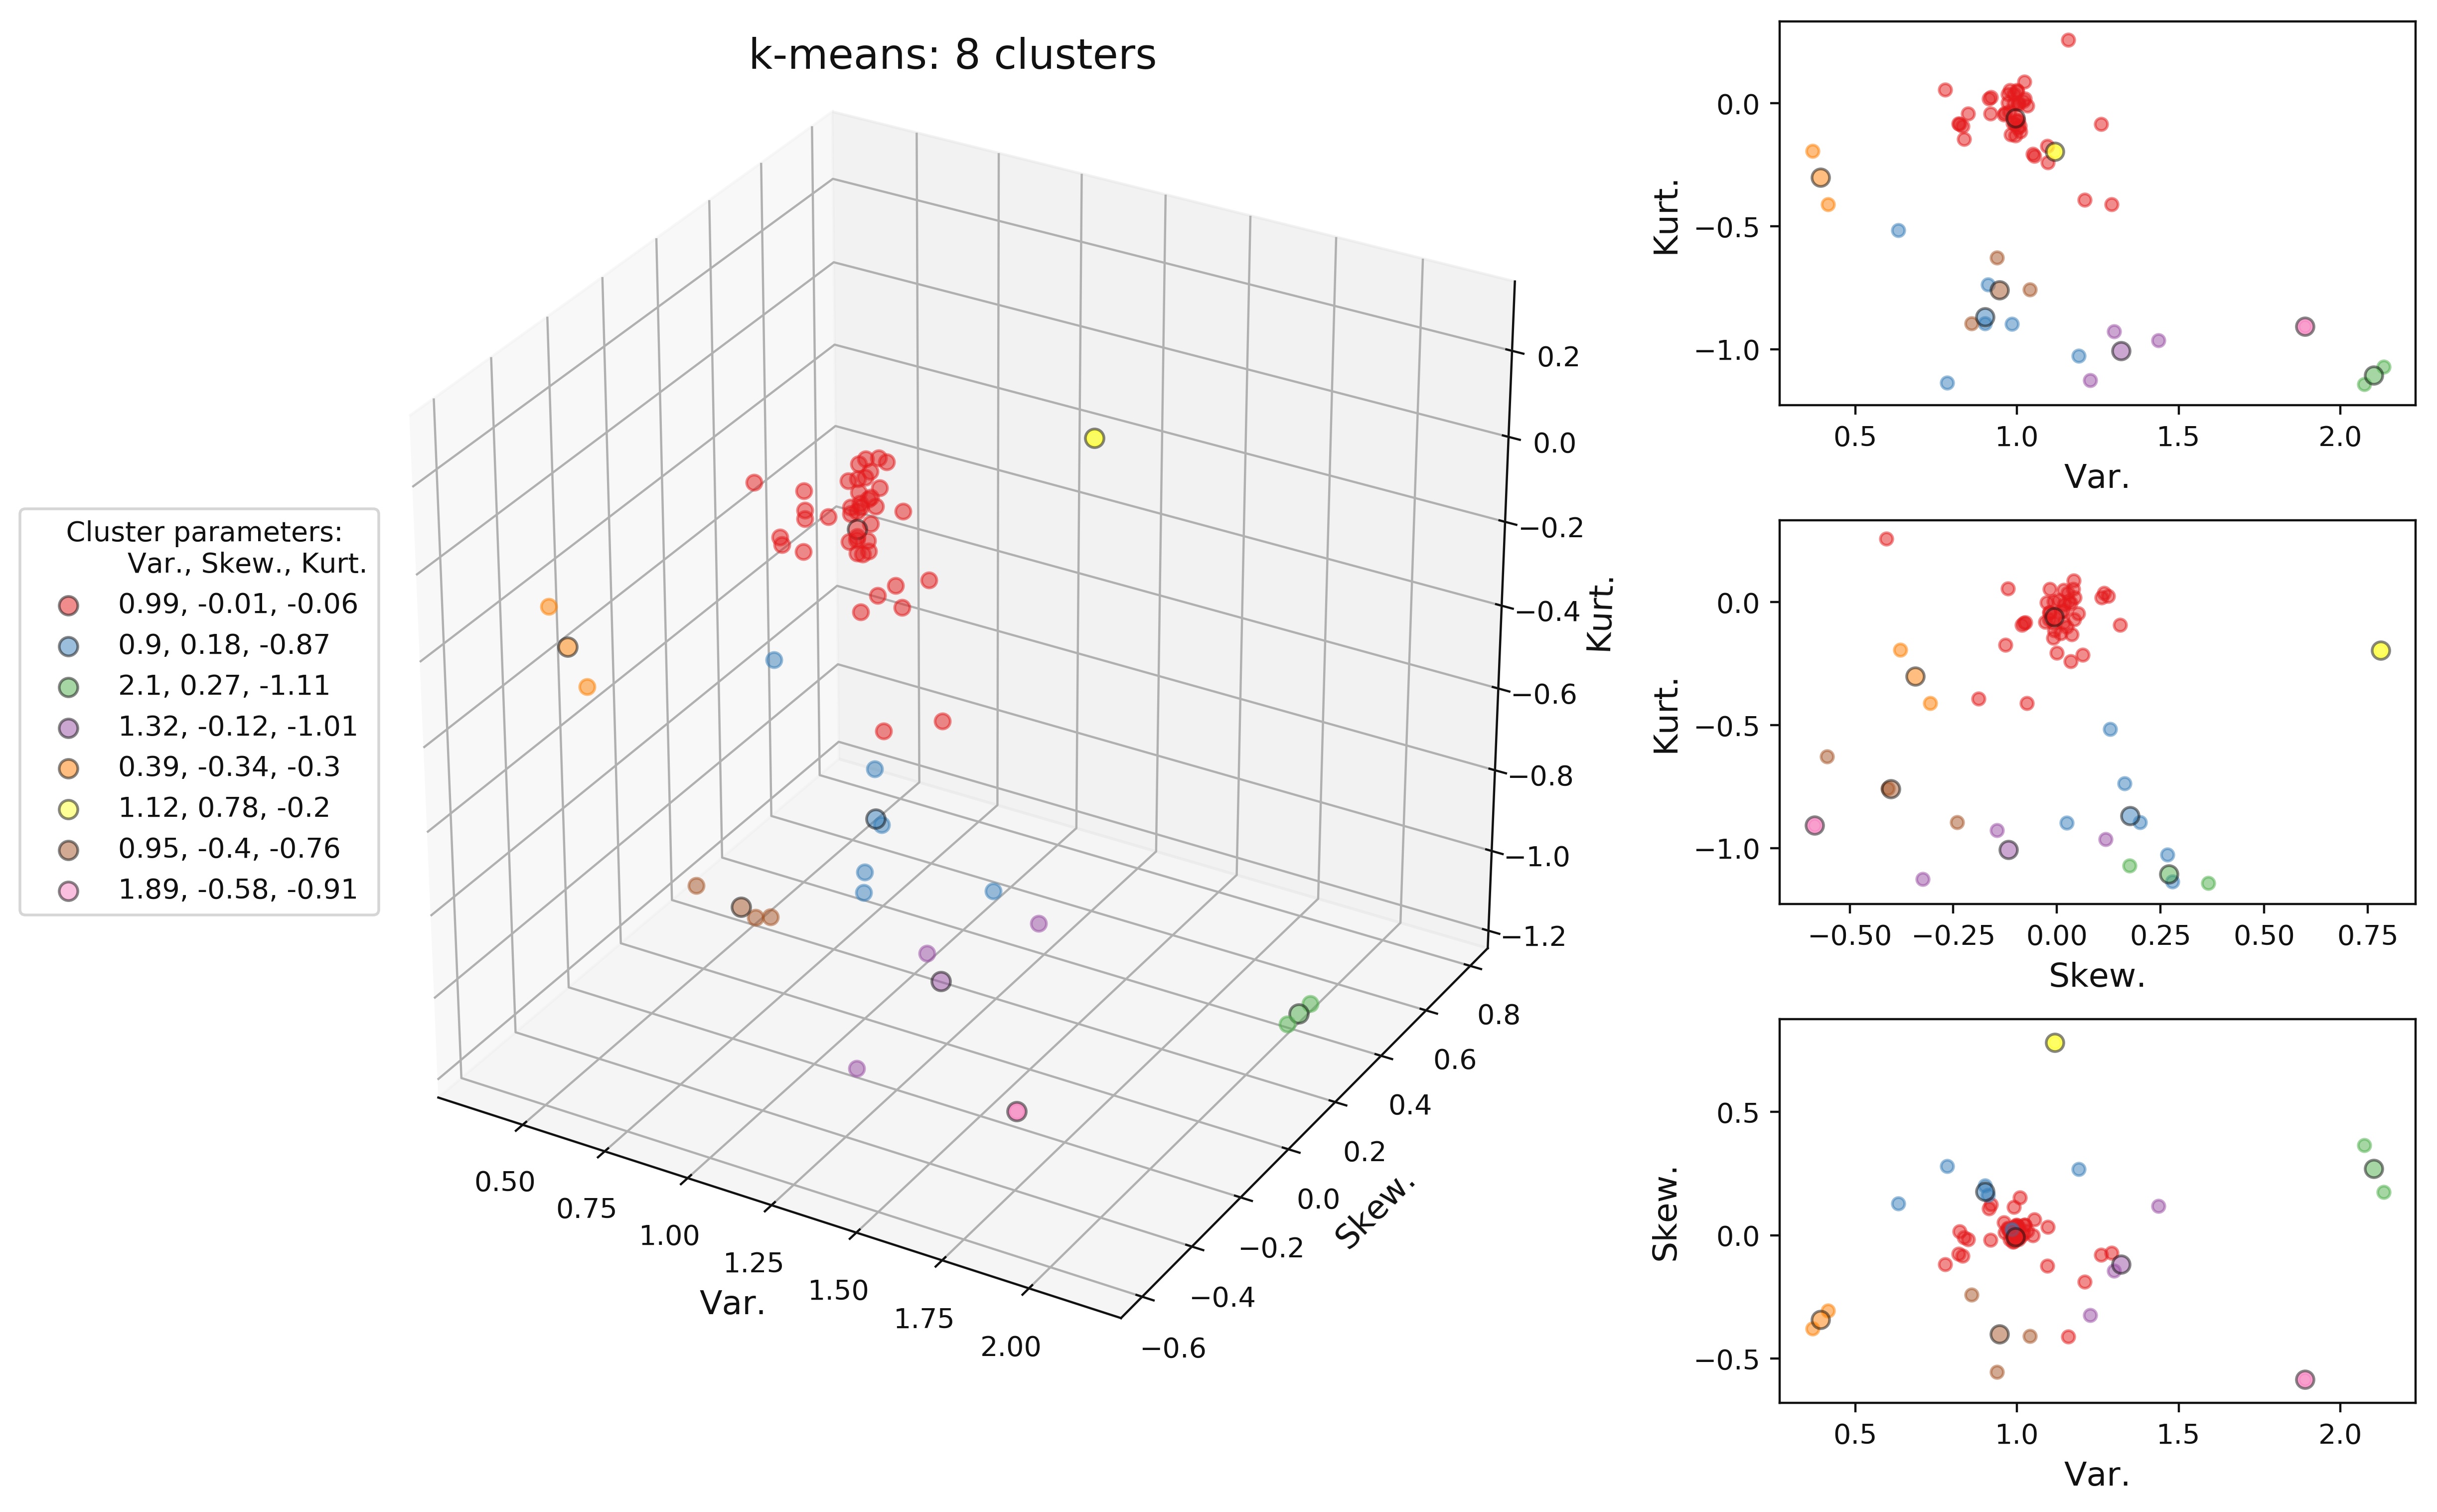 k-means: 8 clusters
Cluster parameters:
Var., Skew., Kurt.
0.99, -0.01, -0.06
0.9, 0.18, -0.87
2.1, 0.27, -1.11
1.32, -0.12, -1.01
0.39, -0.34, -0.3
1.12, 0.78, -0.2
0.95, -0.4, -0.76
1.89, -0.58, -0.91
0.50
0.75
1.00
1.25
1.50
1.75
2.00
Var.
−0.6
−0.4
−0.2
0.0
0.2
0.4
0.6
0.8
Skew.
0.2
0.0
−0.2
−0.4
−0.6
−0.8
−1.0
−1.2
Kurt.
0.0
−0.5
−1.0
Kurt.
0.5 1.0 1.5 2.0
Var.
0.0
−0.5
−1.0
Kurt.
−0.50 −0.25 0.00 0.25 0.50 0.75
Skew.
0.5
0.0
−0.5
Skew.
0.5 1.0 1.5 2.0
Var.